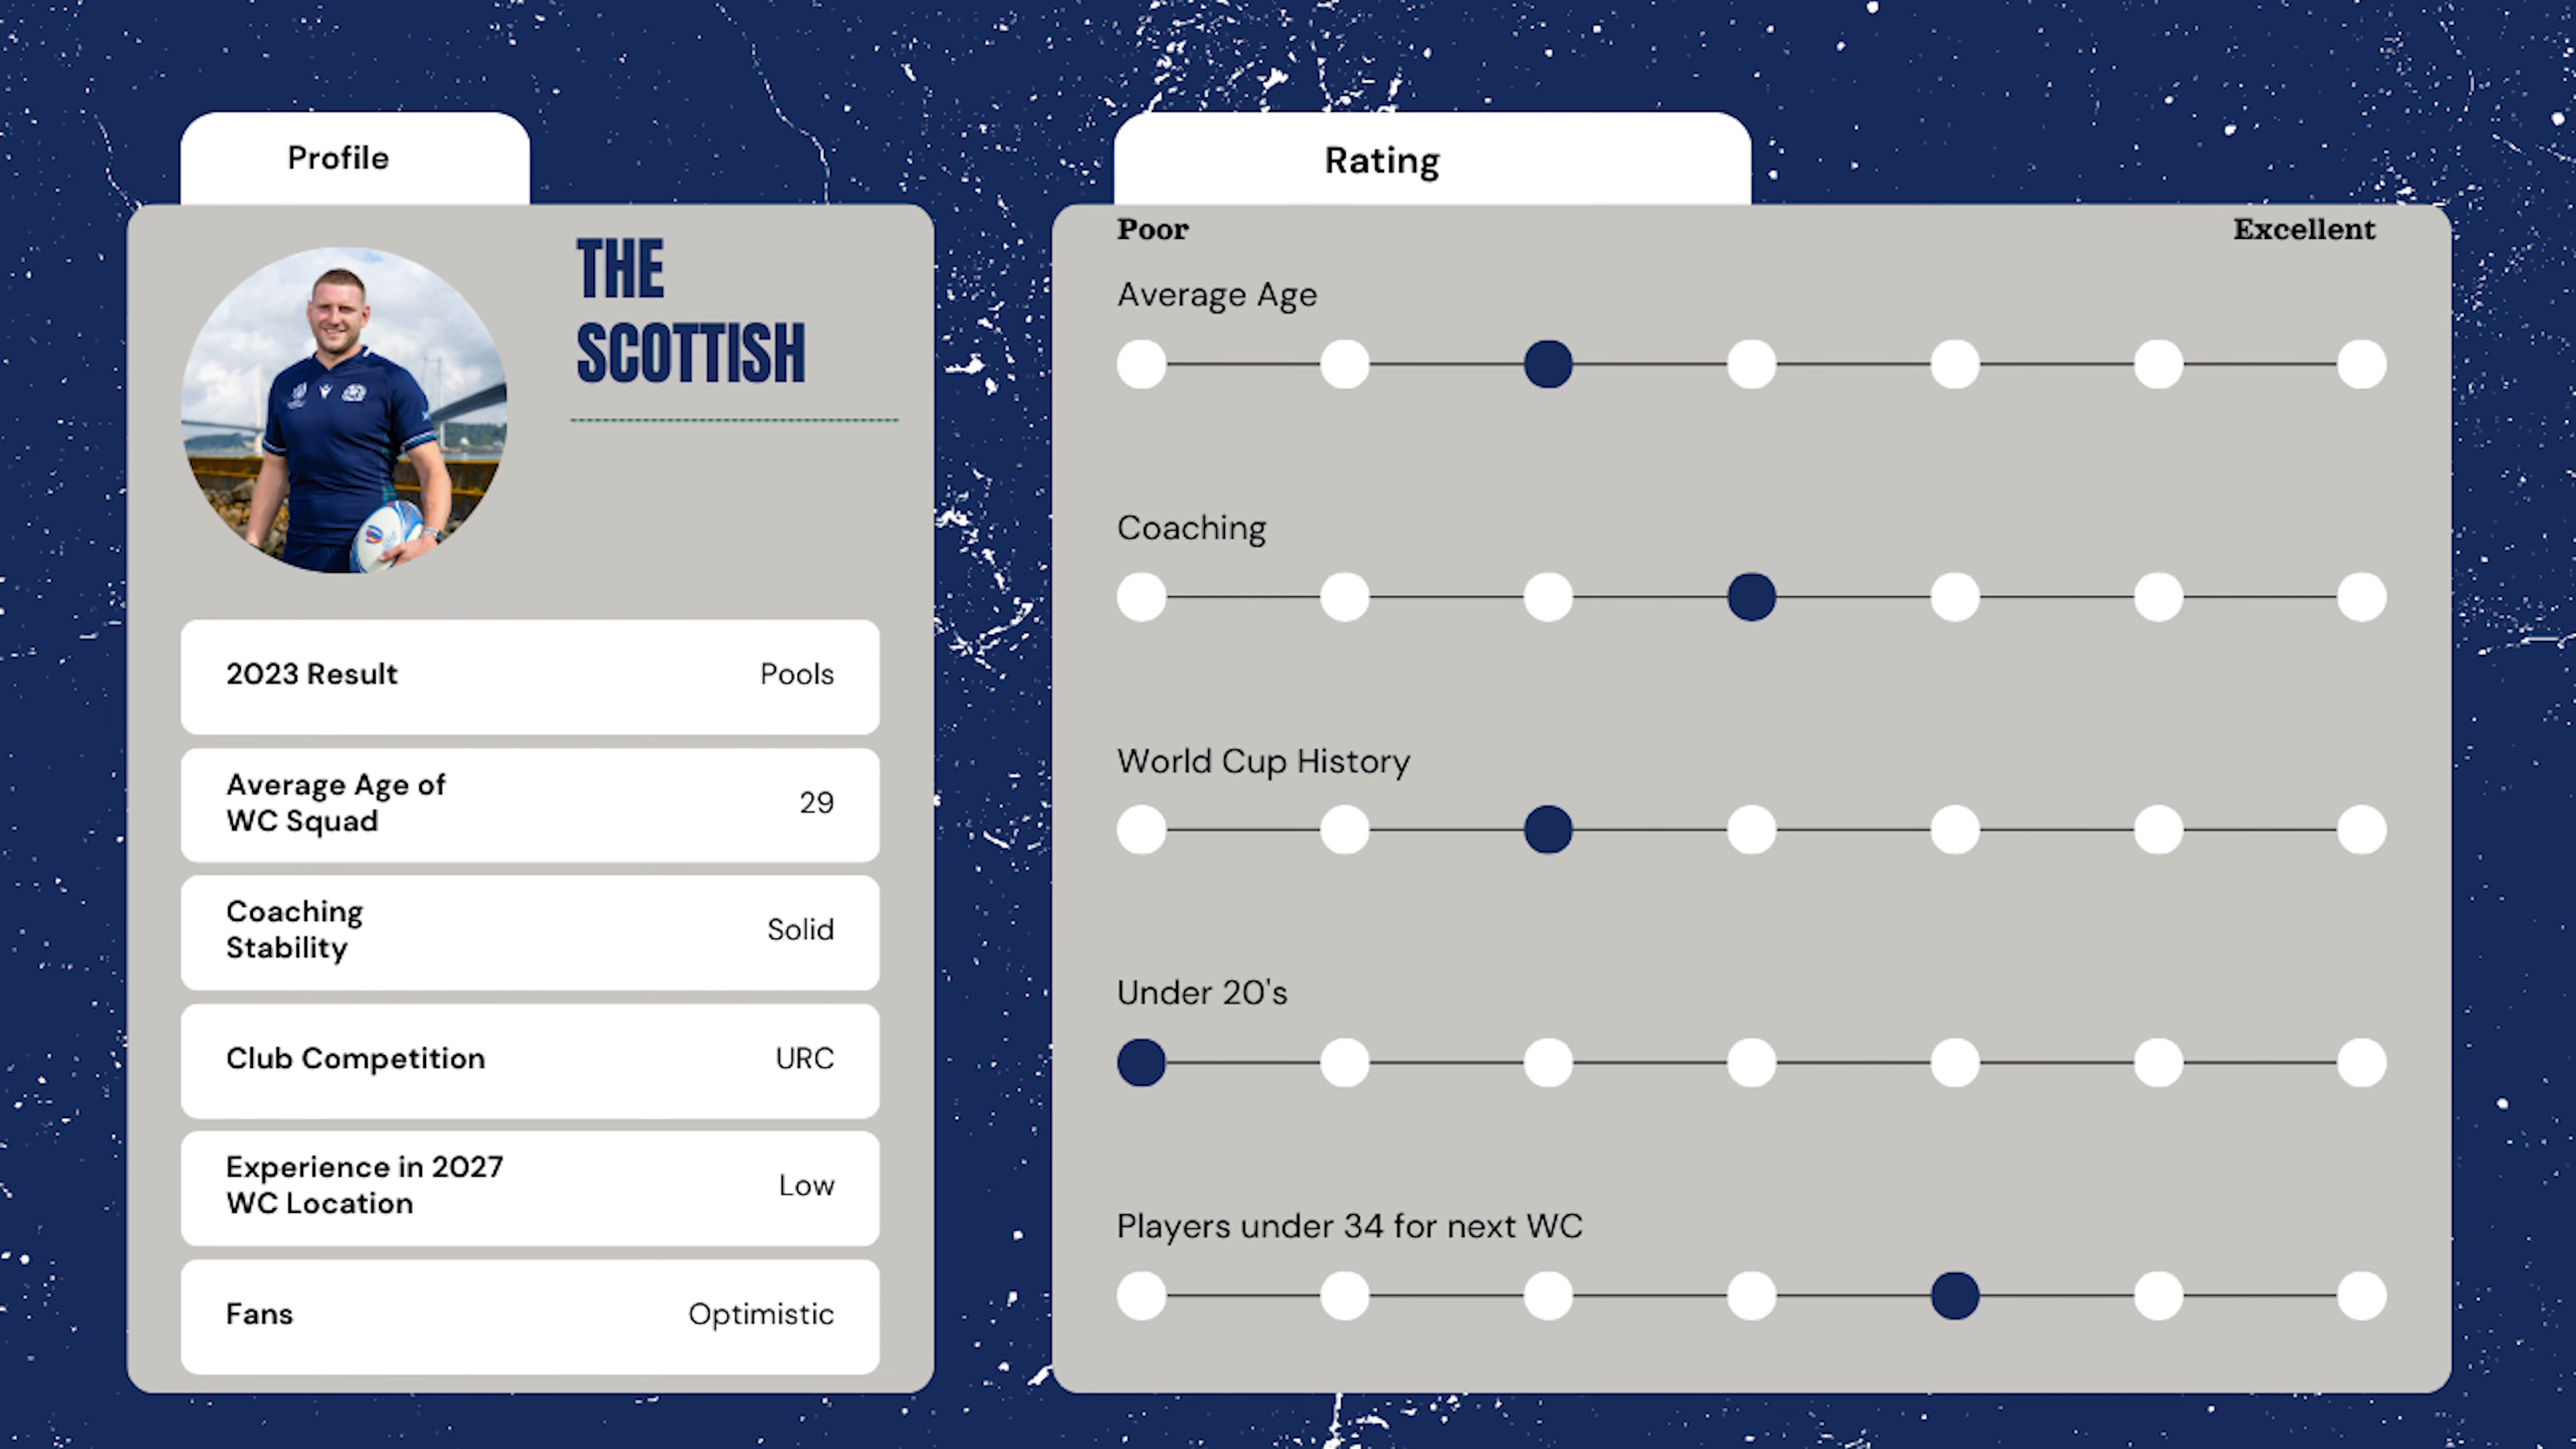 Profile
THE
SCOTTISH
2023 Result
Pools
Average Age of
WC Squad
29
Coaching
Stability
Solid
Club Competition
URC
Experience in 2027
WC Location
Low
Fans
Optimistic
Rating
Poor
Excellent
Average Age
Coaching
World Cup History
Under 20's
Players under 34 for next WC